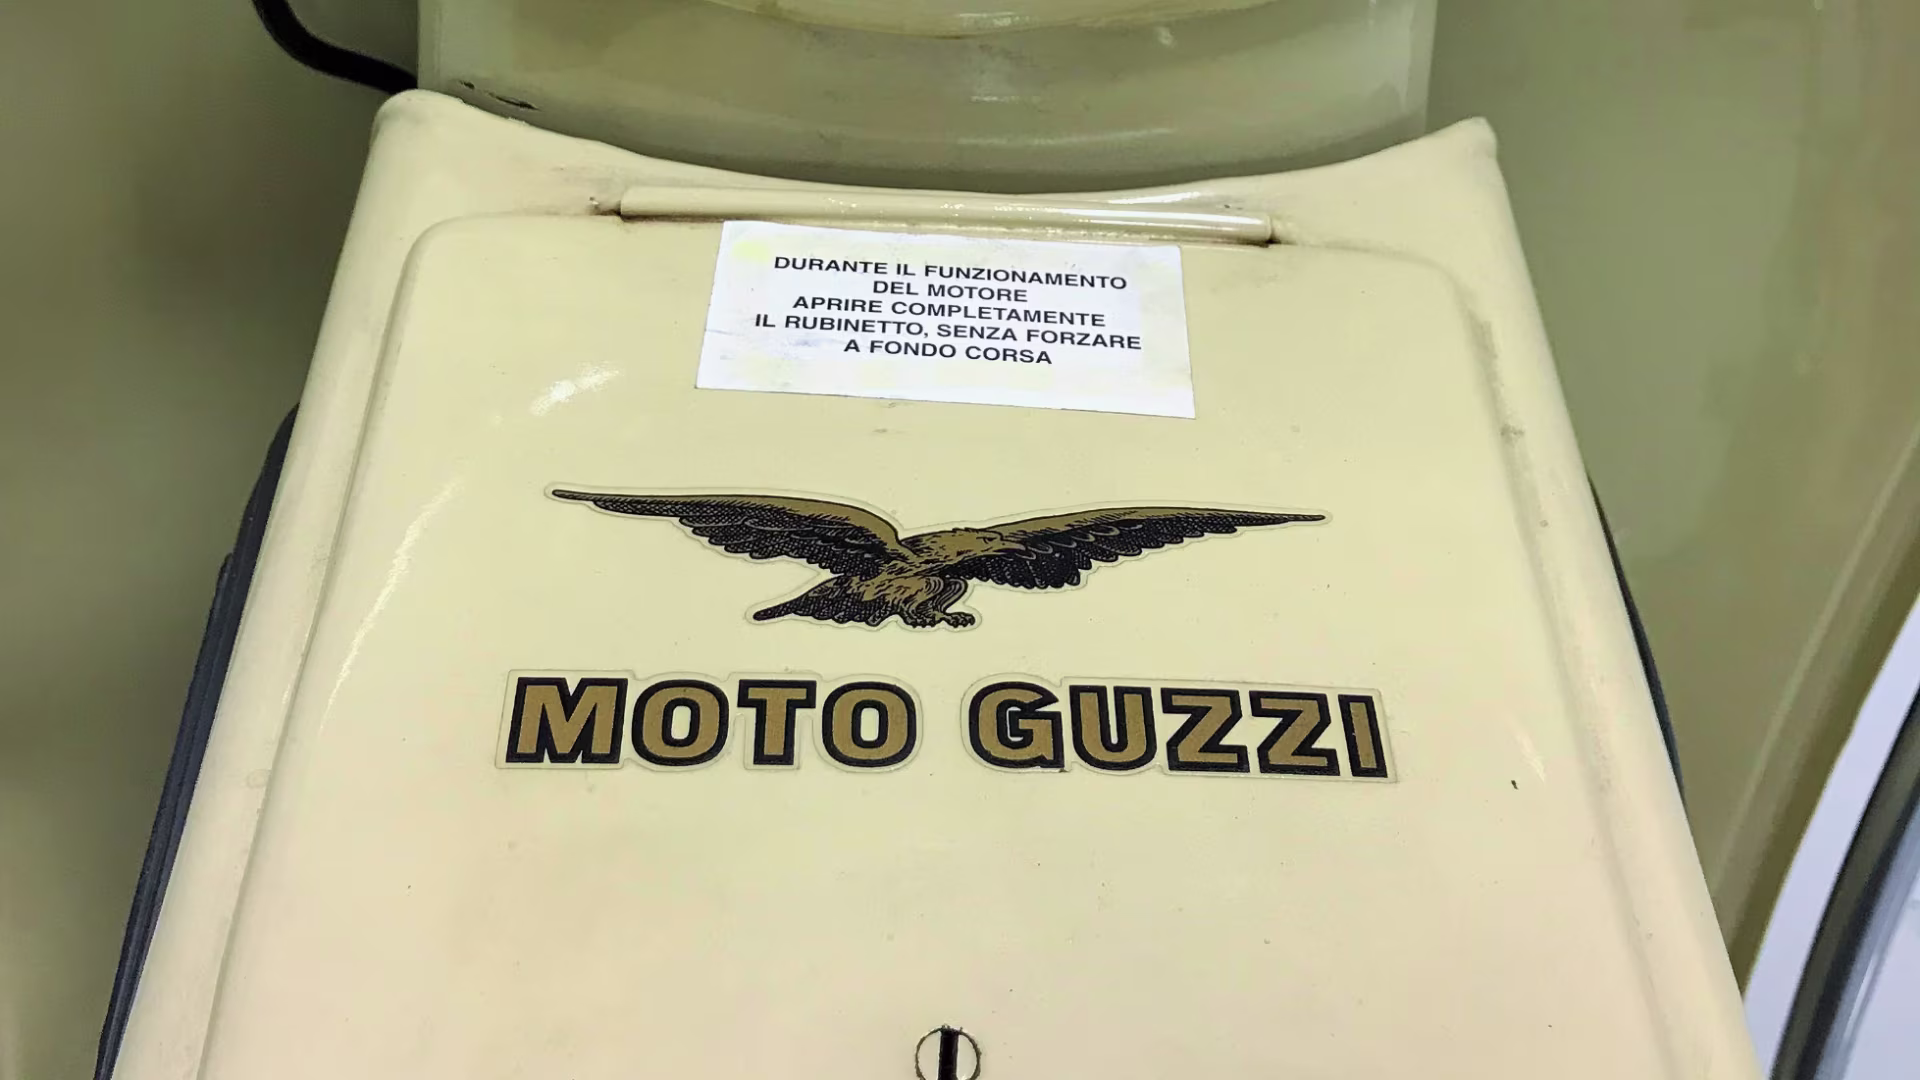 DURANTE IL FUNZIONAMENTO
DEL MOTORE
APRIRE COMPLETAMENTE
IL RUBINETTO, SENZA FORZARE
A FONDO CORSA
MOTO GUZZI